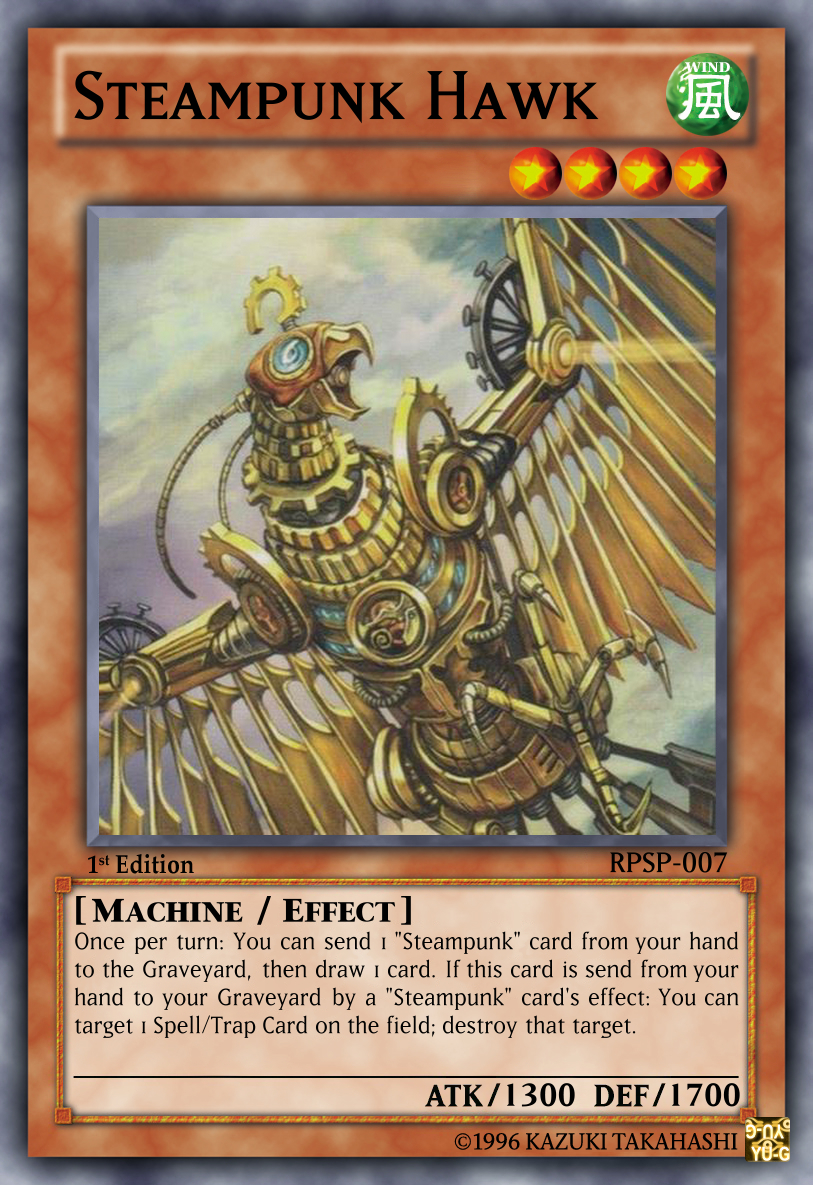 Steampunk Hawk
WIND
風
1st Edition
RPSP-007
[ Machine / Effect ]
Once per turn: You can send 1 "Steampunk" card from your hand
to the Graveyard, then draw 1 card. If this card is send from your
hand to your Graveyard by a "Steampunk" card's effect: You can
target 1 Spell/Trap Card on the field; destroy that target.
ATK/1300 DEF/1700
©1996 KAZUKI TAKAHASHI